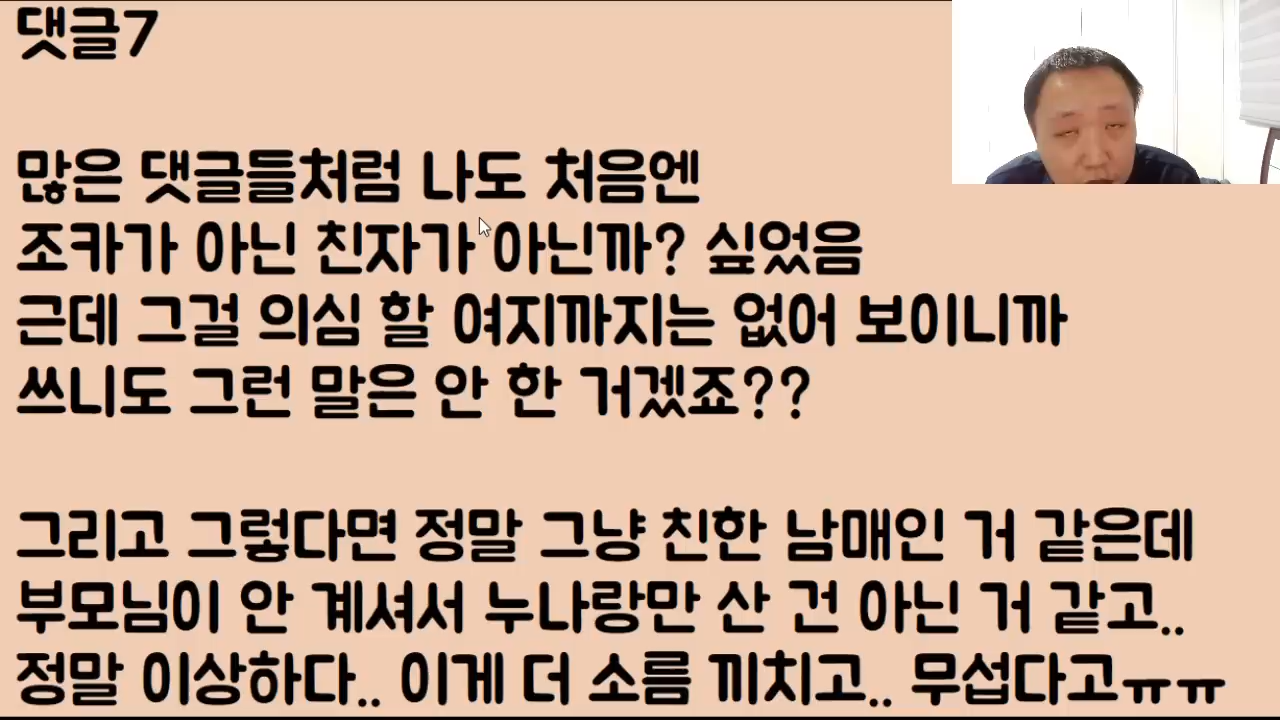 댓글7
많은 댓글들처럼 나도 처음엔
조카가 아닌 친자가 아닌까? 싶었음
근데 그걸 의심 할 여지까지는 없어 보이니까
쓰니도 그런 말은 안 한 거겠죠??
그리고 그렇다면 정말 그냥 친한 남매인 거 같은데
부모님이 안 계셔서 누나랑만 산 건 아닌 거 같고..
정말 이상하다.. 이게 더 소름 끼치고.. 무섭다고ㅠㅠ